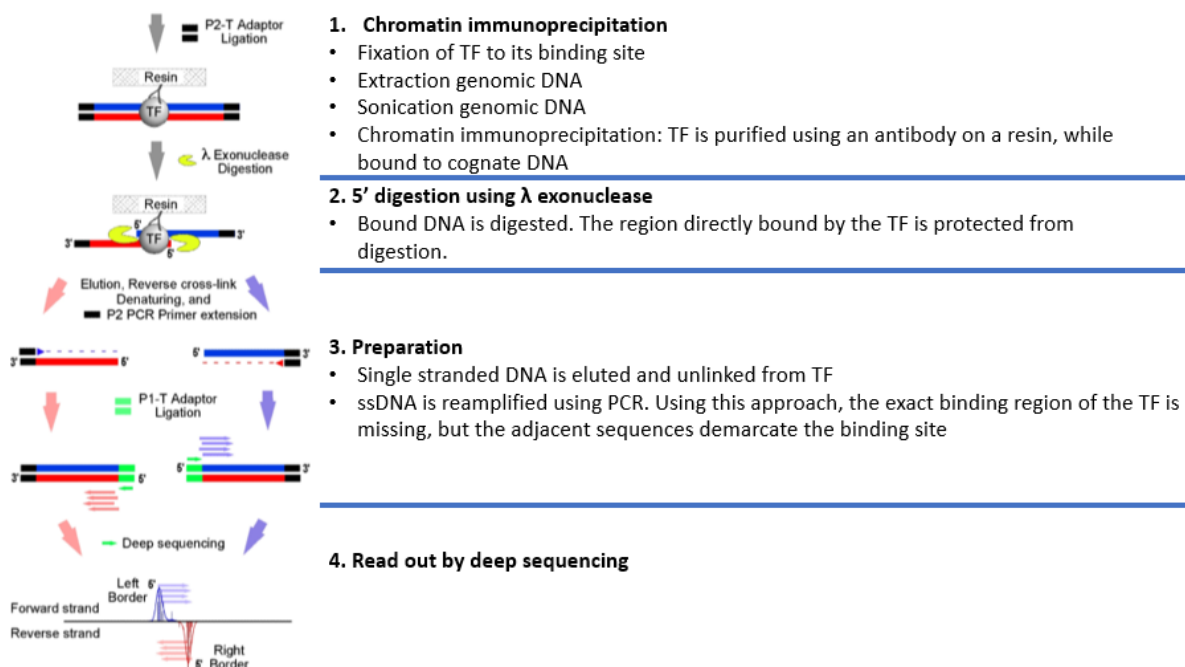 P2-T Adaptor
Ligation
Resin
TF
λ Exonuclease
Digestion
Resin
5'
TF
3'
3'
5'
Elution, Reverse cross-link
Denaturing, and
P2 PCR Primer extension
3'
5'
5'
3'
P1-T Adaptor
Ligation
3'
5'
5'
3'
Deep sequencing
Left 5'
Border
Forward strand
Reverse strand
Right
5' Border
1. Chromatin immunoprecipitation
• Fixation of TF to its binding site
• Extraction genomic DNA
• Sonication genomic DNA
• Chromatin immunoprecipitation: TF is purified using an antibody on a resin, while
bound to cognate DNA
2. 5’ digestion using λ exonuclease
• Bound DNA is digested. The region directly bound by the TF is protected from
digestion.
3. Preparation
• Single stranded DNA is eluted and unlinked from TF
• ssDNA is reamplified using PCR. Using this approach, the exact binding region of the TF is
missing, but the adjacent sequences demarcate the binding site
4. Read out by deep sequencing